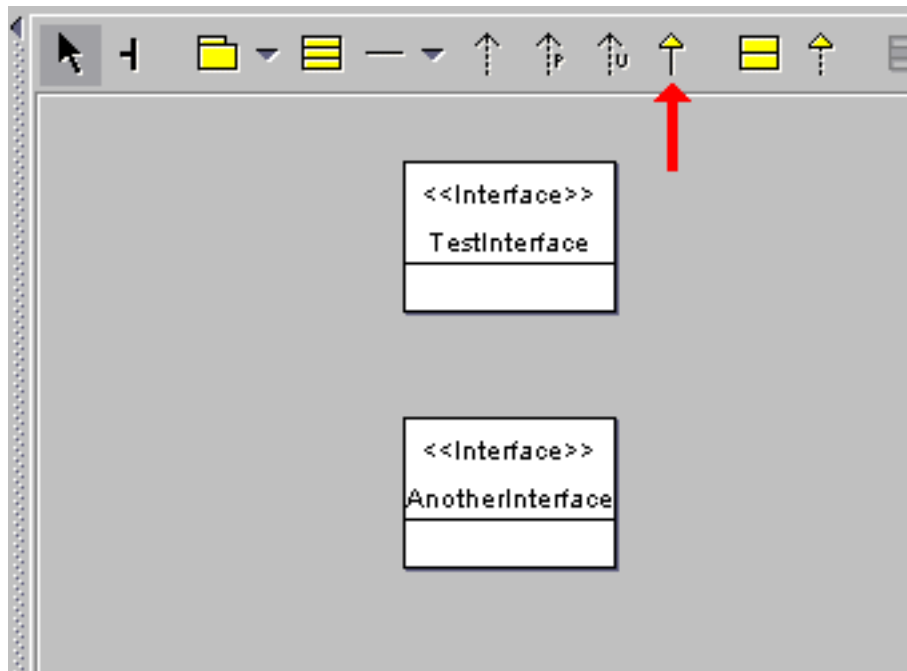 P
U
<<Interface>>
TestInterface
<<Interface>>
AnotherInterface